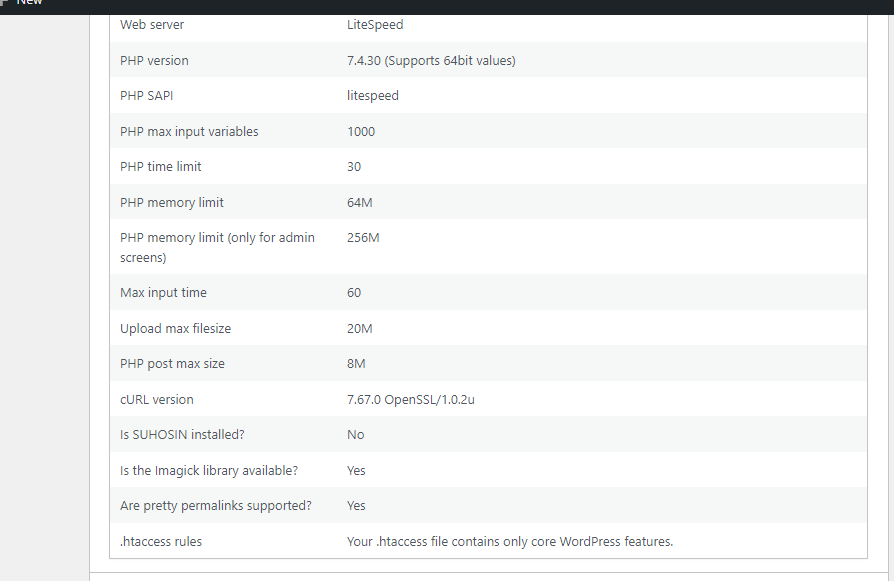 New
Web server LiteSpeed
PHP version 7.4.30 (Supports 64bit values)
PHP SAPI litespeed
PHP max input variables 1000
PHP time limit 30
PHP memory limit 64M
PHP memory limit (only for admin 256M
screens)
Max input time 60
Upload max filesize 20M
PHP post max size 8M
cURL version 7.67.0 OpenSSL/1.0.2u
Is SUHOSIN installed? No
Is the Imagick library available? Yes
Are pretty permalinks supported? Yes
.htaccess rules Your .htaccess file contains only core WordPress features.